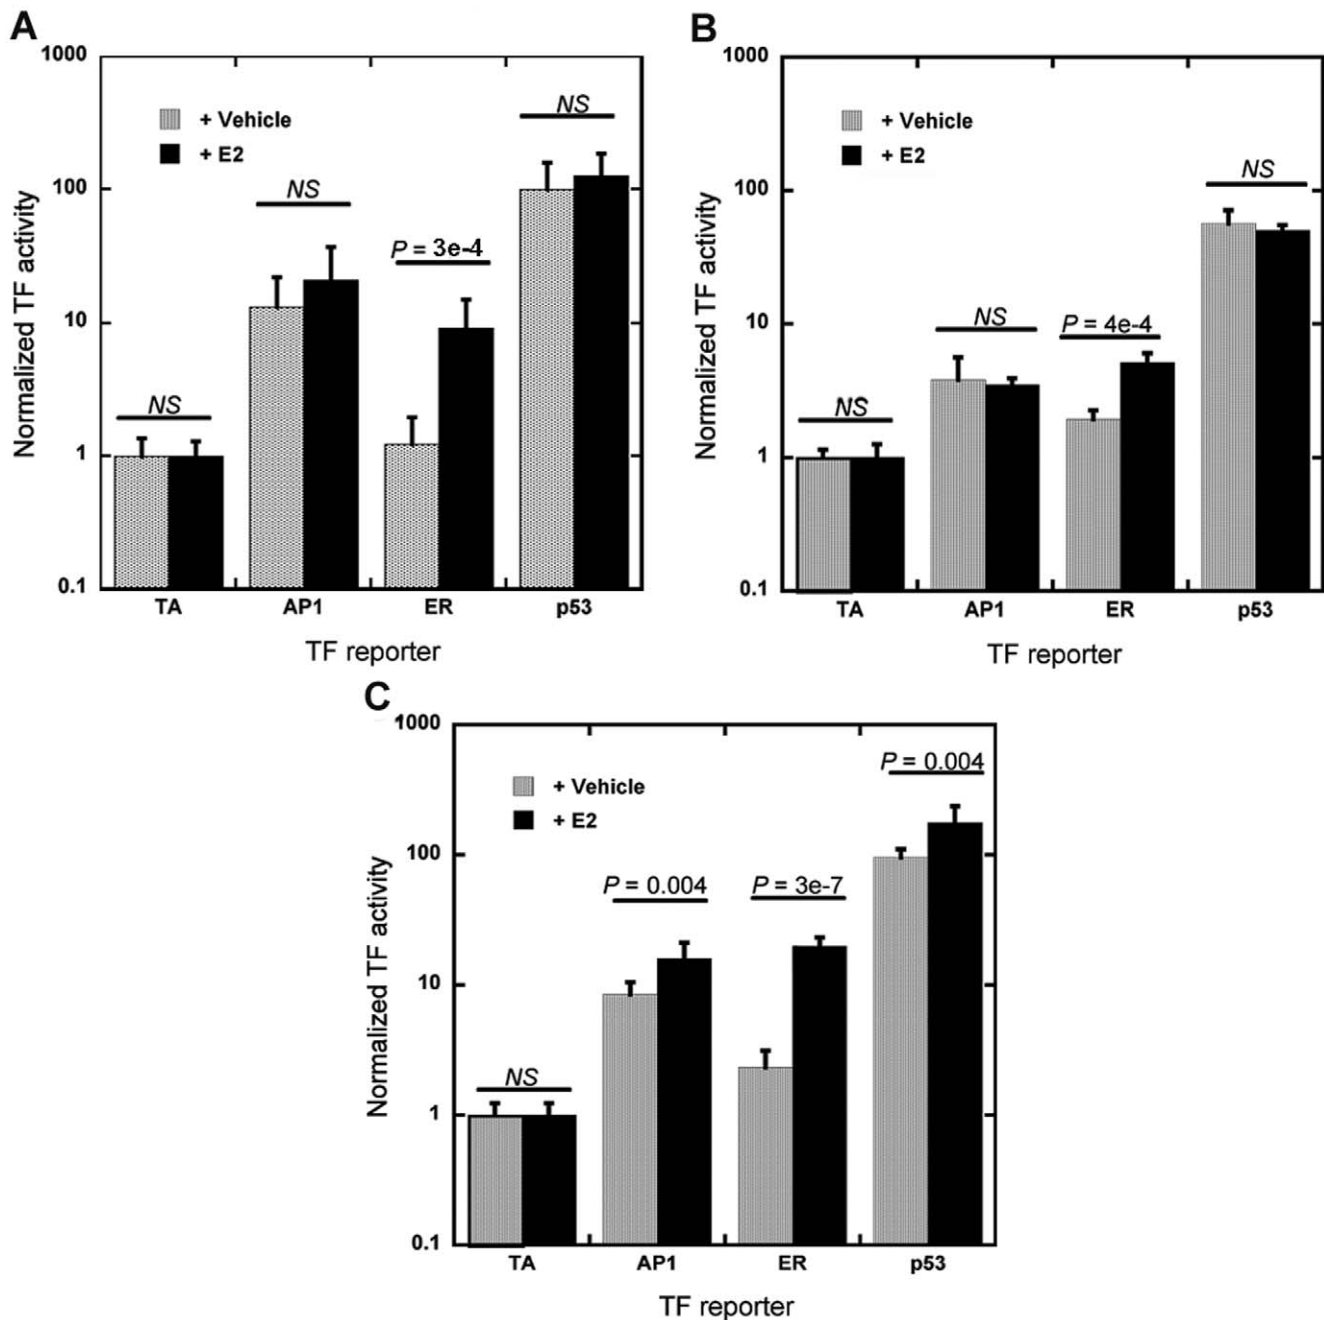 A
1000
100
10
1
0.1
Normalized TF activity
+ Vehicle
+ E2
NS
NS
P = 3e-4
NS
TA AP1 ER p53
TF reporter
B
1000
100
10
1
0.1
Normalized TF activity
+ Vehicle
+ E2
NS
NS
P = 4e-4
NS
TA AP1 ER p53
TF reporter
C
1000
100
10
1
0.1
Normalized TF activity
+ Vehicle
+ E2
NS
P = 0.004
P = 3e-7
P = 0.004
TA AP1 ER p53
TF reporter